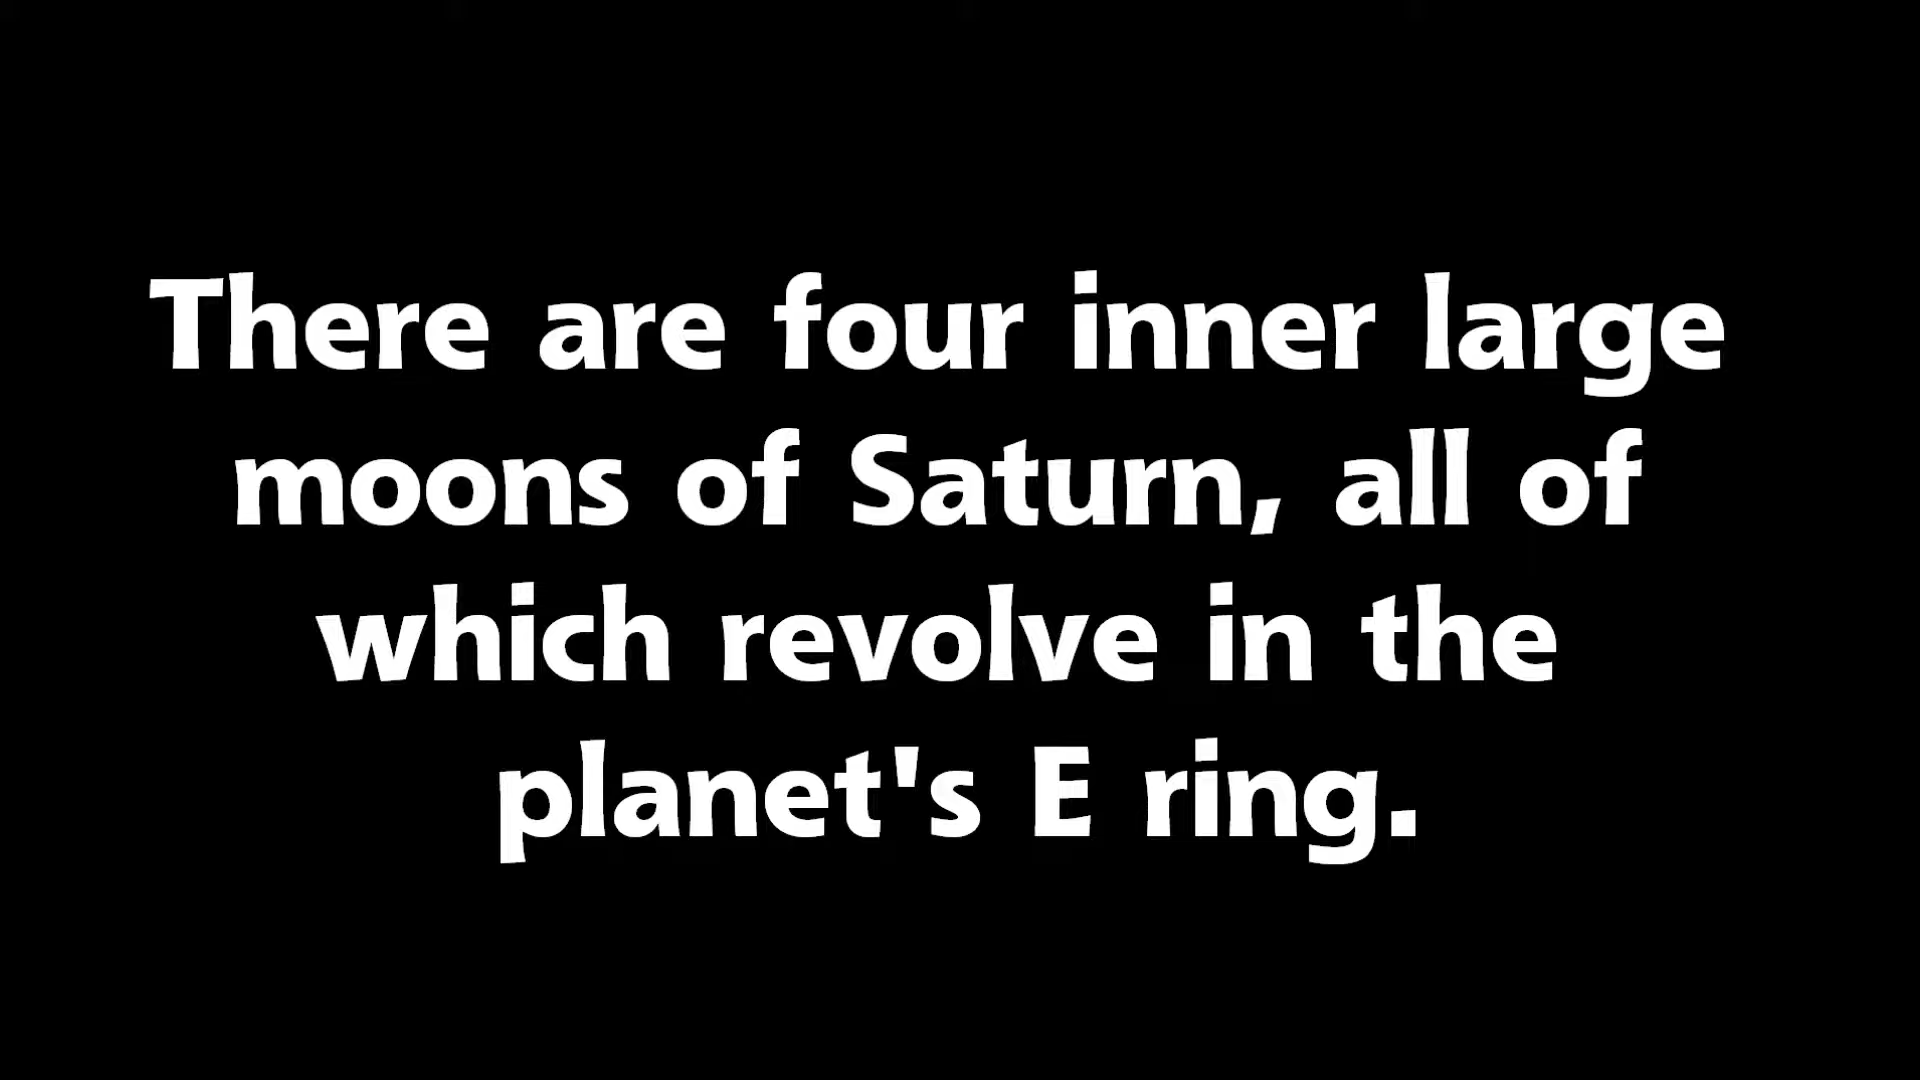 There are four inner large
moons of Saturn, all of
which revolve in the
planet's E ring.